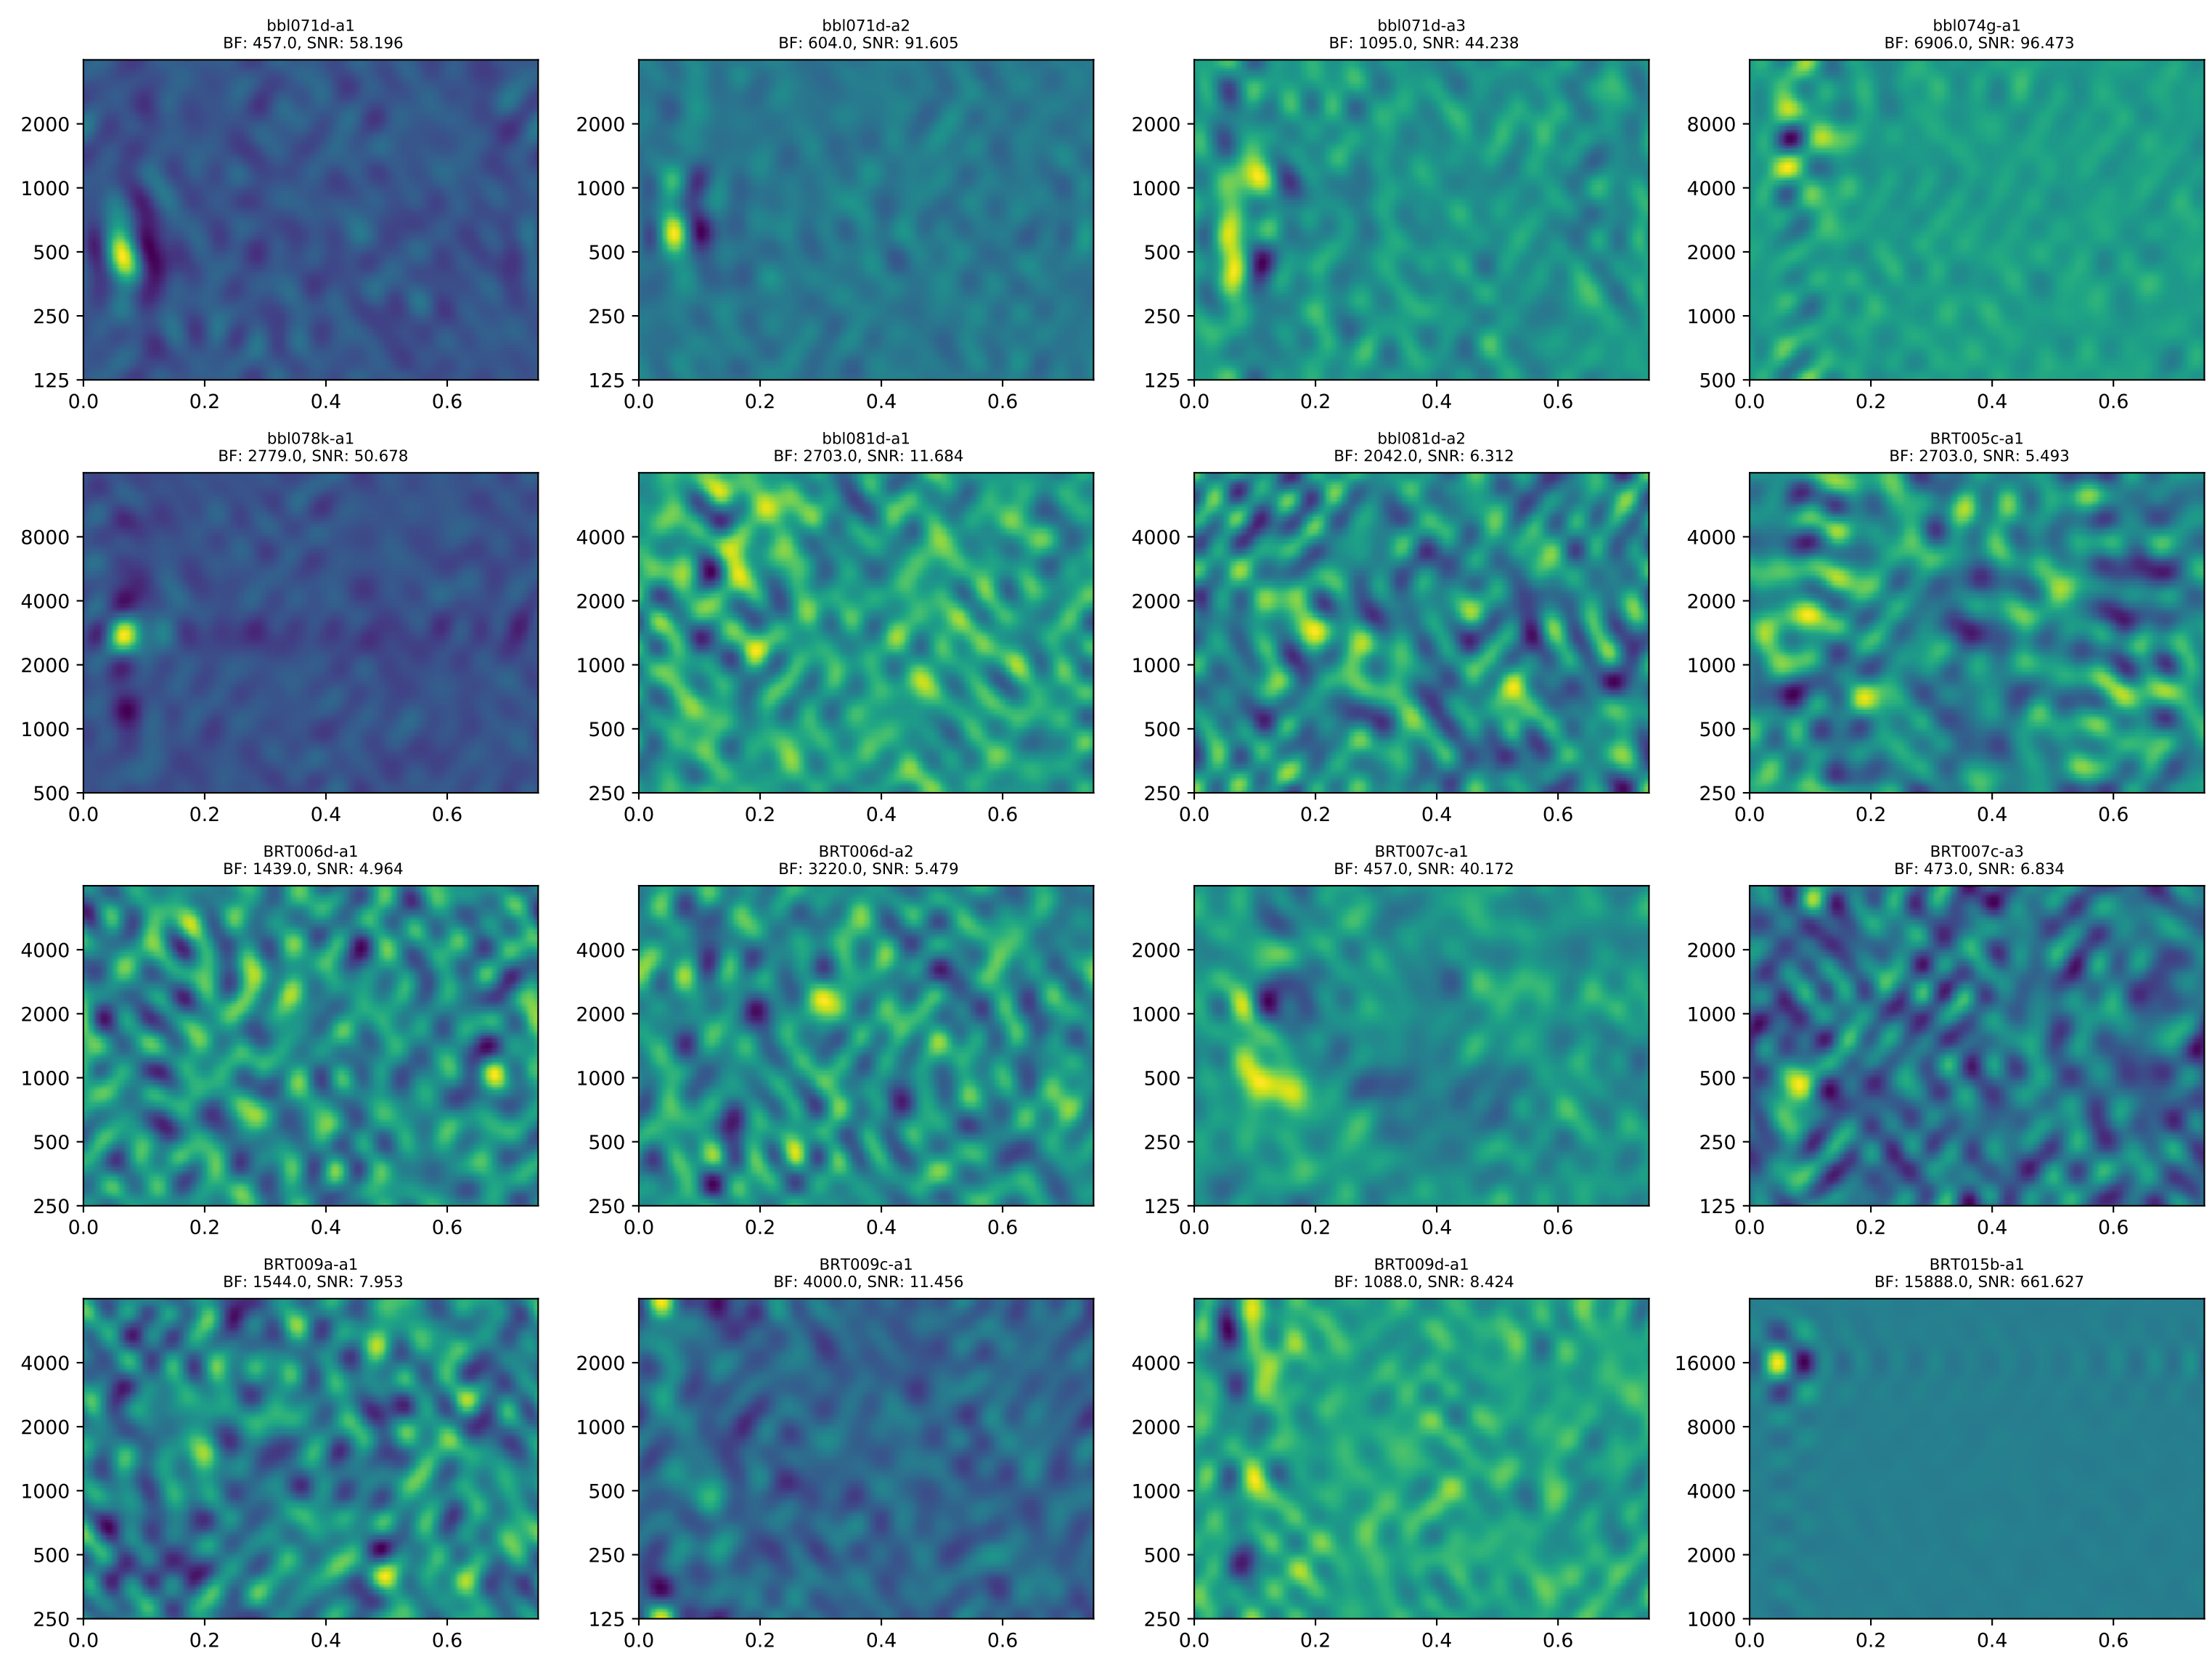 bbl071d-a1
BF: 457.0, SNR: 58.196
2000
1000
500
250
125
0.0 0.2 0.4 0.6
bbl071d-a2
BF: 604.0, SNR: 91.605
2000
1000
500
250
125
0.0 0.2 0.4 0.6
bbl071d-a3
BF: 1095.0, SNR: 44.238
2000
1000
500
250
125
0.0 0.2 0.4 0.6
bbl074g-a1
BF: 6906.0, SNR: 96.473
8000
4000
2000
1000
500
0.0 0.2 0.4 0.6
bbl078k-a1
BF: 2779.0, SNR: 50.678
8000
4000
2000
1000
500
0.0 0.2 0.4 0.6
bbl081d-a1
BF: 2703.0, SNR: 11.684
4000
2000
1000
500
250
0.0 0.2 0.4 0.6
bbl081d-a2
BF: 2042.0, SNR: 6.312
4000
2000
1000
500
250
0.0 0.2 0.4 0.6
BRT005c-a1
BF: 2703.0, SNR: 5.493
4000
2000
1000
500
250
0.0 0.2 0.4 0.6
BRT006d-a1
BF: 1439.0, SNR: 4.964
4000
2000
1000
500
250
0.0 0.2 0.4 0.6
BRT006d-a2
BF: 3220.0, SNR: 5.479
4000
2000
1000
500
250
0.0 0.2 0.4 0.6
BRT007c-a1
BF: 457.0, SNR: 40.172
2000
1000
500
250
125
0.0 0.2 0.4 0.6
BRT007c-a3
BF: 473.0, SNR: 6.834
2000
1000
500
250
125
0.0 0.2 0.4 0.6
BRT009a-a1
BF: 1544.0, SNR: 7.953
4000
2000
1000
500
250
0.0 0.2 0.4 0.6
BRT009c-a1
BF: 4000.0, SNR: 11.456
2000
1000
500
250
125
0.0 0.2 0.4 0.6
BRT009d-a1
BF: 1088.0, SNR: 8.424
4000
2000
1000
500
250
0.0 0.2 0.4 0.6
BRT015b-a1
BF: 15888.0, SNR: 661.627
16000
8000
4000
2000
1000
0.0 0.2 0.4 0.6